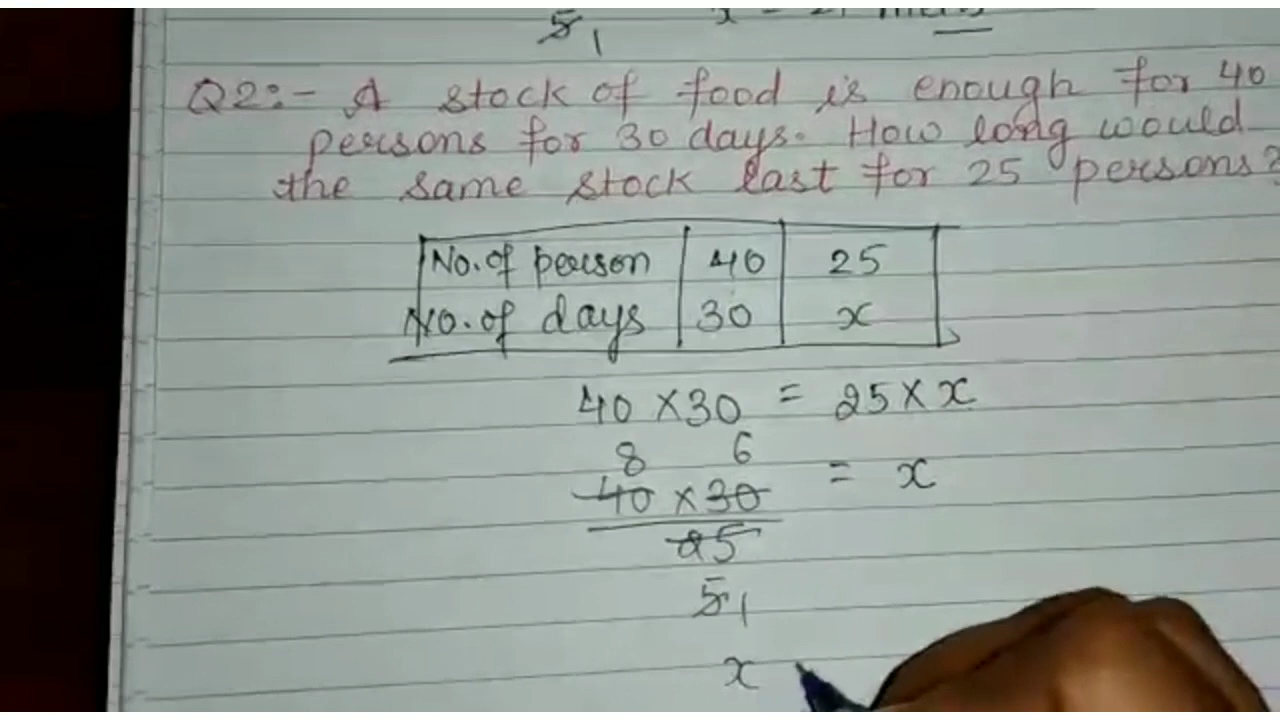 5 1
Q2:- A stock of food is enough for 40
persons for 30 days. How long would
the same stock last for 25 persons?
No. of person 40 25
No. of days 30 x
40 × 30 = 25 × x
8 6
40 × 30 = x
25
5 1
x